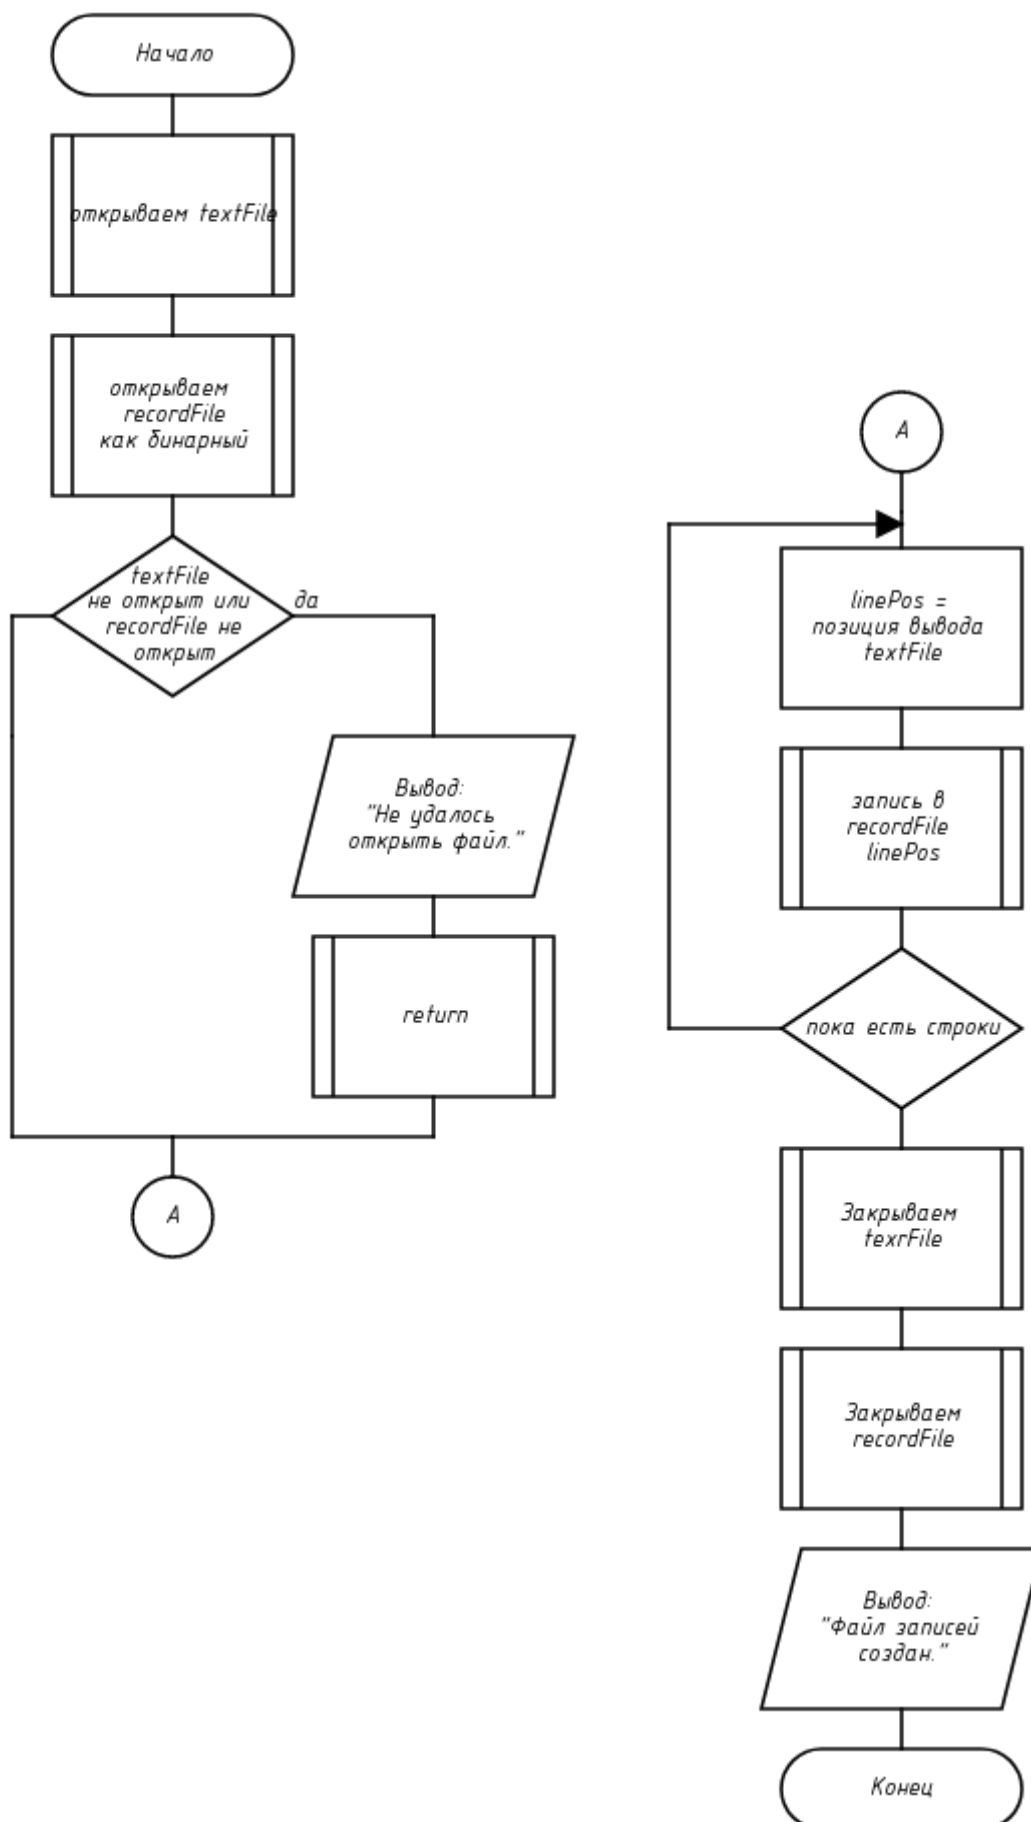 Начало
открываем textFile
открываем
recordFile
как бинарный
textFile
не открыт или
recordFile не
открыт
да
Вывод:
"Не удалось
открыть файл."
return
А
А
linePos =
позиция вывода
textFile
запись в
recordFile
linePos
пока есть строки
Закрываем
texrFile
Закрываем
recordFile
Вывод:
"Файл записей
создан."
Конец